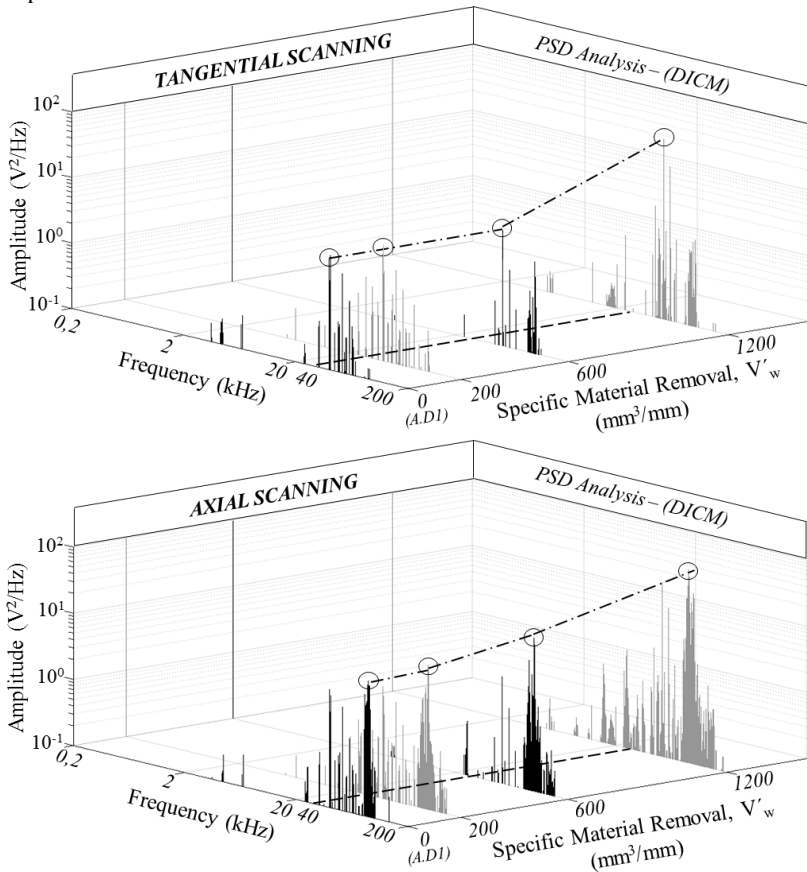 TANGENTIAL SCANNING
PSD Analysis – (DICM)
Amplitude (V²/Hz)
10²
10¹
10⁰
10⁻¹
0,2
2
20
40
200
Frequency (kHz)
0
(A.D1)
200
600
1200
Specific Material Removal, V´w
(mm³/mm)
AXIAL SCANNING
PSD Analysis – (DICM)
Amplitude (V²/Hz)
10²
10¹
10⁰
10⁻¹
0,2
2
20
40
200
Frequency (kHz)
0
(A.D1)
200
600
1200
Specific Material Removal, V´w
(mm³/mm)